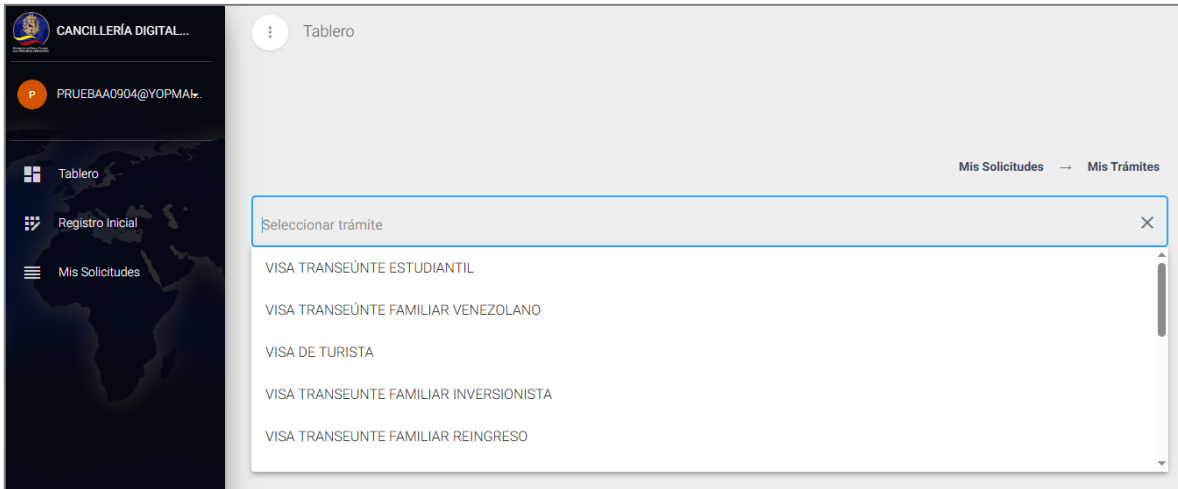 CANCILLERÍA DIGITAL...
Tablero
P
PRUEBAA0904@YOPMAI...
Mis Solicitudes → Mis Trámites
Tablero
Registro Inicial
Mis Solicitudes
Seleccionar trámite
VISA TRANSEÚNTE ESTUDIANTIL
VISA TRANSEÚNTE FAMILIAR VENEZOLANO
VISA DE TURISTA
VISA TRANSEUNTE FAMILIAR INVERSIONISTA
VISA TRANSEUNTE FAMILIAR REINGRESO